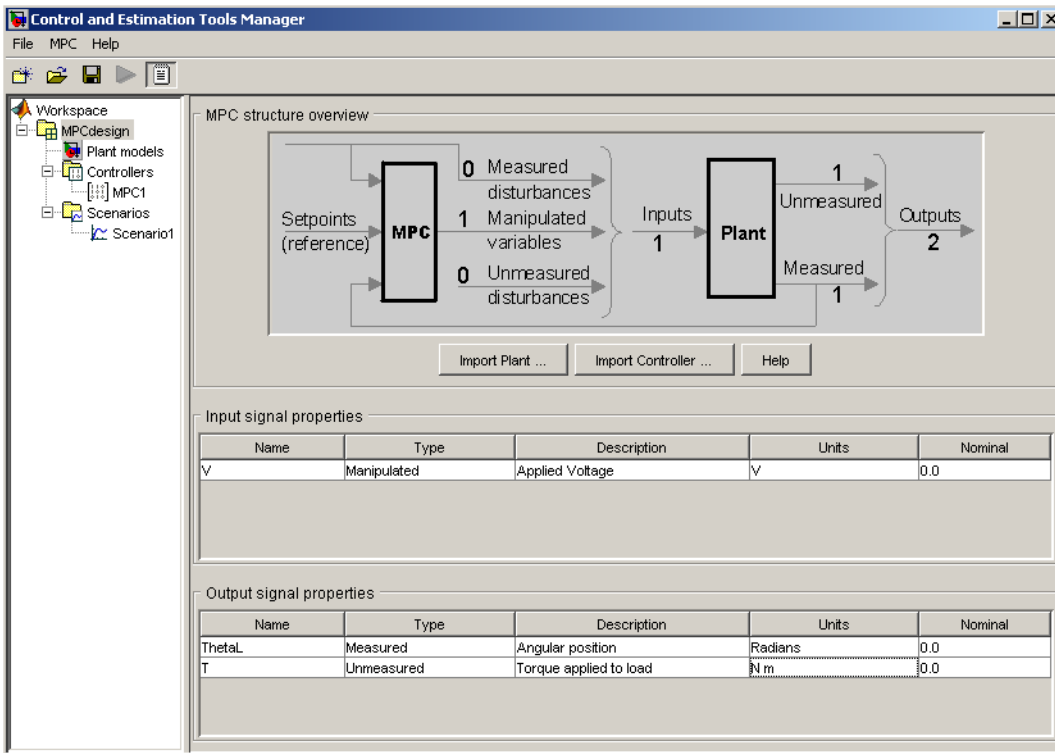 Control and Estimation Tools Manager
File MPC Help
Workspace
MPCdesign
Plant models
Controllers
MPC1
Scenarios
Scenario1
MPC structure overview
0 Measured
disturbances
Setpoints
(reference)
MPC
1 Manipulated
variables
0 Unmeasured
disturbances
Inputs
1
Plant
1
Unmeasured
Outputs
2
Measured
1
Import Plant ... Import Controller ... Help
Input signal properties
Name Type Description Units Nominal
V Manipulated Applied Voltage V 0.0
Output signal properties
Name Type Description Units Nominal
ThetaL Measured Angular position Radians 0.0
T Unmeasured Torque applied to load N m 0.0